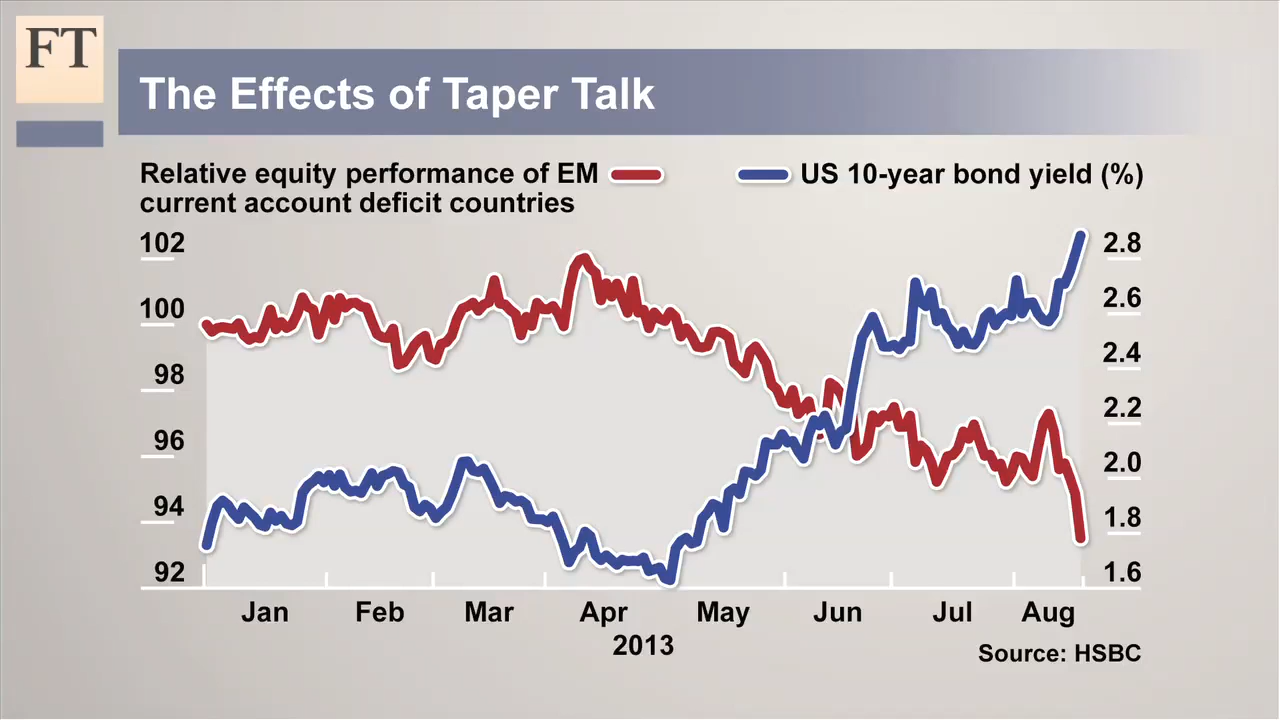 FT
The Effects of Taper Talk
Relative equity performance of EM
current account deficit countries
US 10-year bond yield (%)
102
100
98
96
94
92
2.8
2.6
2.4
2.2
2.0
1.8
1.6
Jan Feb Mar Apr May Jun Jul Aug
2013
Source: HSBC